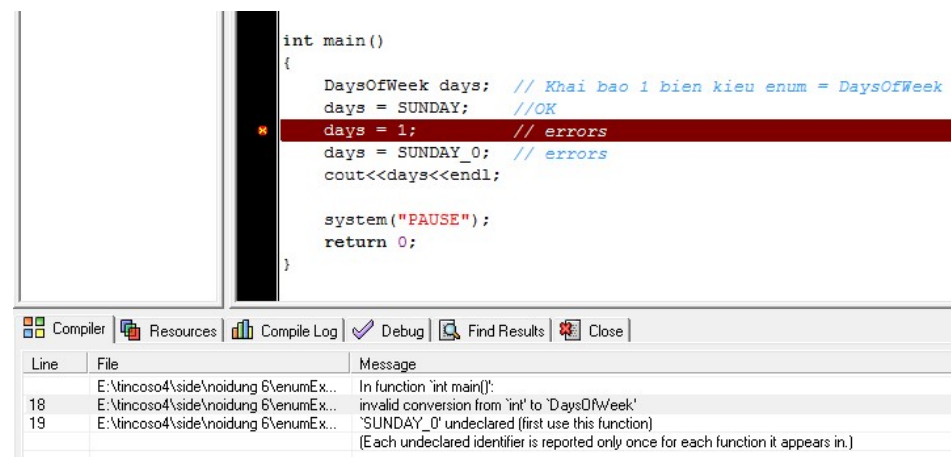 int main()
{
DaysOfWeek days; // Khai bao 1 bien kieu enum = DaysOfWeek
days = SUNDAY; //OK
days = 1; // errors
days = SUNDAY_0; // errors
cout<<days<<endl;
system("PAUSE");
return 0;
}
Compiler Resources Compile Log Debug Find Results Close
Line File Message
E:\tincoso4\side\noidung 6\enumEx... In function `int main()':
18 E:\tincoso4\side\noidung 6\enumEx... invalid conversion from `int' to `DaysOfWeek'
19 E:\tincoso4\side\noidung 6\enumEx... `SUNDAY_0' undeclared (first use this function)
(Each undeclared identifier is reported only once for each function it appears in.)